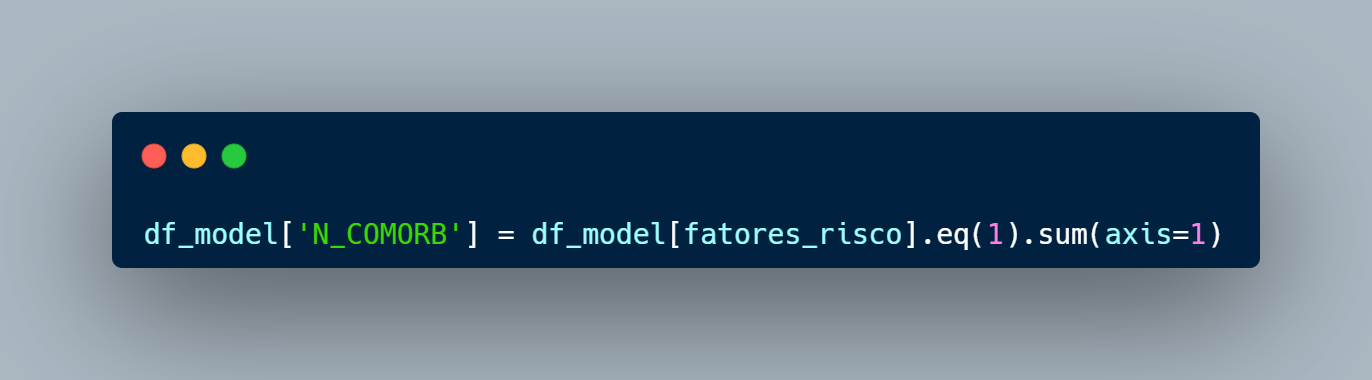 df_model['N_COMORB'] = df_model[fatores_risco].eq(1).sum(axis=1)